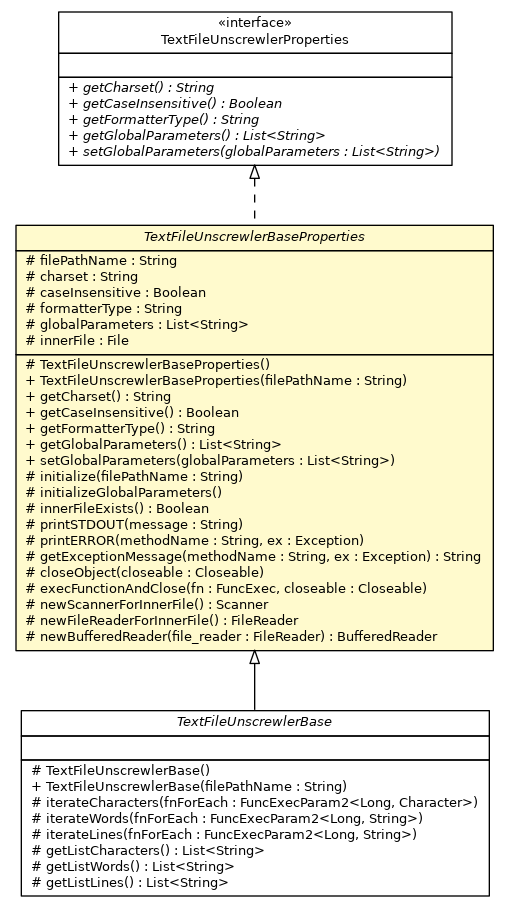 «interface»
TextFileUnscrewlerProperties
+ getCharset() : String
+ getCaseInsensitive() : Boolean
+ getFormatterType() : String
+ getGlobalParameters() : List<String>
+ setGlobalParameters(globalParameters : List<String>)
TextFileUnscrewlerBaseProperties
# filePathName : String
# charset : String
# caseInsensitive : Boolean
# formatterType : String
# globalParameters : List<String>
# innerFile : File
# TextFileUnscrewlerBaseProperties()
+ TextFileUnscrewlerBaseProperties(filePathName : String)
+ getCharset() : String
+ getCaseInsensitive() : Boolean
+ getFormatterType() : String
+ getGlobalParameters() : List<String>
+ setGlobalParameters(globalParameters : List<String>)
# initialize(filePathName : String)
# initializeGlobalParameters()
# innerFileExists() : Boolean
# printSTDOUT(message : String)
# printERROR(methodName : String, ex : Exception)
# getExceptionMessage(methodName : String, ex : Exception) : String
# closeObject(closeable : Closeable)
# execFunctionAndClose(fn : FuncExec, closeable : Closeable)
# newScannerForInnerFile() : Scanner
# newFileReaderForInnerFile() : FileReader
# newBufferedReader(file_reader : FileReader) : BufferedReader
TextFileUnscrewlerBase
# TextFileUnscrewlerBase()
+ TextFileUnscrewlerBase(filePathName : String)
# iterateCharacters(fnForEach : FuncExecParam2<Long, Character>)
# iterateWords(fnForEach : FuncExecParam2<Long, String>)
# iterateLines(fnForEach : FuncExecParam2<Long, String>)
# getListCharacters() : List<String>
# getListWords() : List<String>
# getListLines() : List<String>